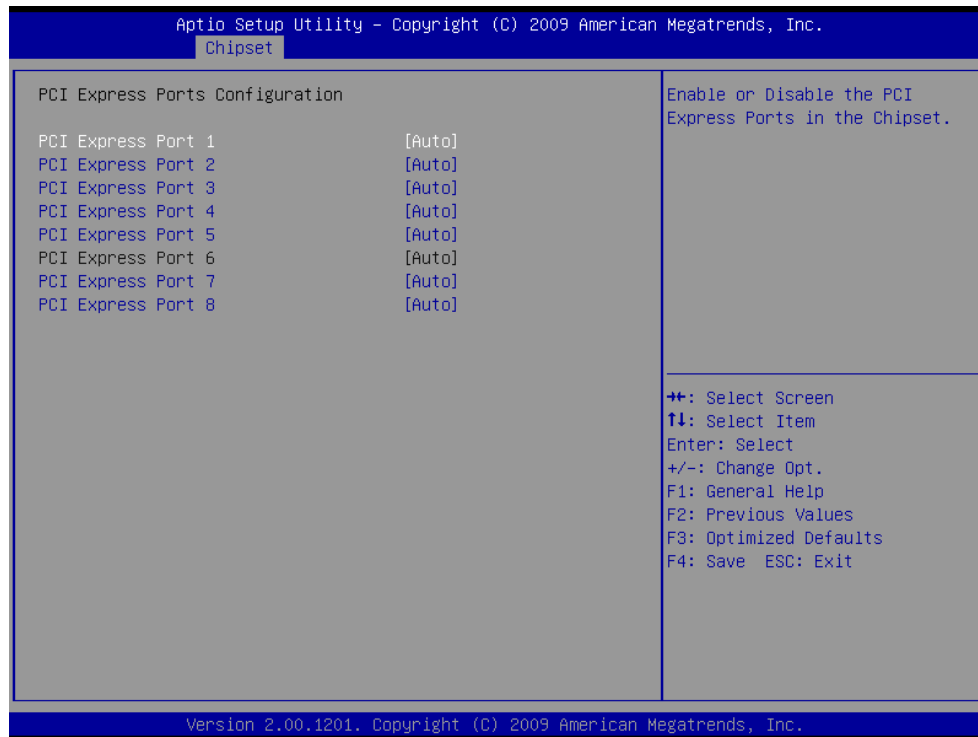 Aptio Setup Utility – Copyright (C) 2009 American Megatrends, Inc.
Chipset
PCI Express Ports Configuration
PCI Express Port 1 [Auto]
PCI Express Port 2 [Auto]
PCI Express Port 3 [Auto]
PCI Express Port 4 [Auto]
PCI Express Port 5 [Auto]
PCI Express Port 6 [Auto]
PCI Express Port 7 [Auto]
PCI Express Port 8 [Auto]
Enable or Disable the PCI
Express Ports in the Chipset.
→←: Select Screen
↑↓: Select Item
Enter: Select
+/-: Change Opt.
F1: General Help
F2: Previous Values
F3: Optimized Defaults
F4: Save ESC: Exit
Version 2.00.1201. Copyright (C) 2009 American Megatrends, Inc.